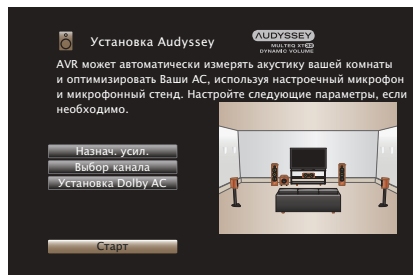 Установка Audyssey
AUDYSSEY
MULTEQ XT32
DYNAMIC VOLUME
AVR может автоматически измерять акустику вашей комнаты
и оптимизировать Ваши АС, используя настроечный микрофон
и микрофонный стенд. Настройте следующие параметры, если
необходимо.
Назнач. усил.
Выбор канала
Установка Dolby АС
Старт